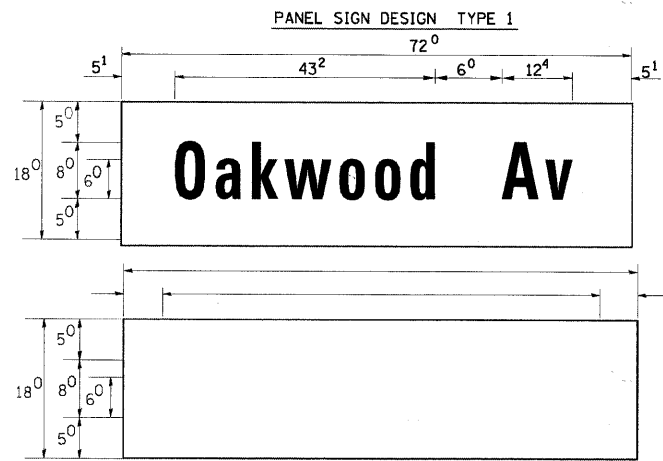 PANEL SIGN DESIGN TYPE 1
72⁰
5¹ 43² 6⁰ 12⁴ 5¹
5⁰
18⁰ 8⁰ 6⁰ Oakwood Av
5⁰
5⁰
18⁰ 8⁰ 6⁰
5⁰